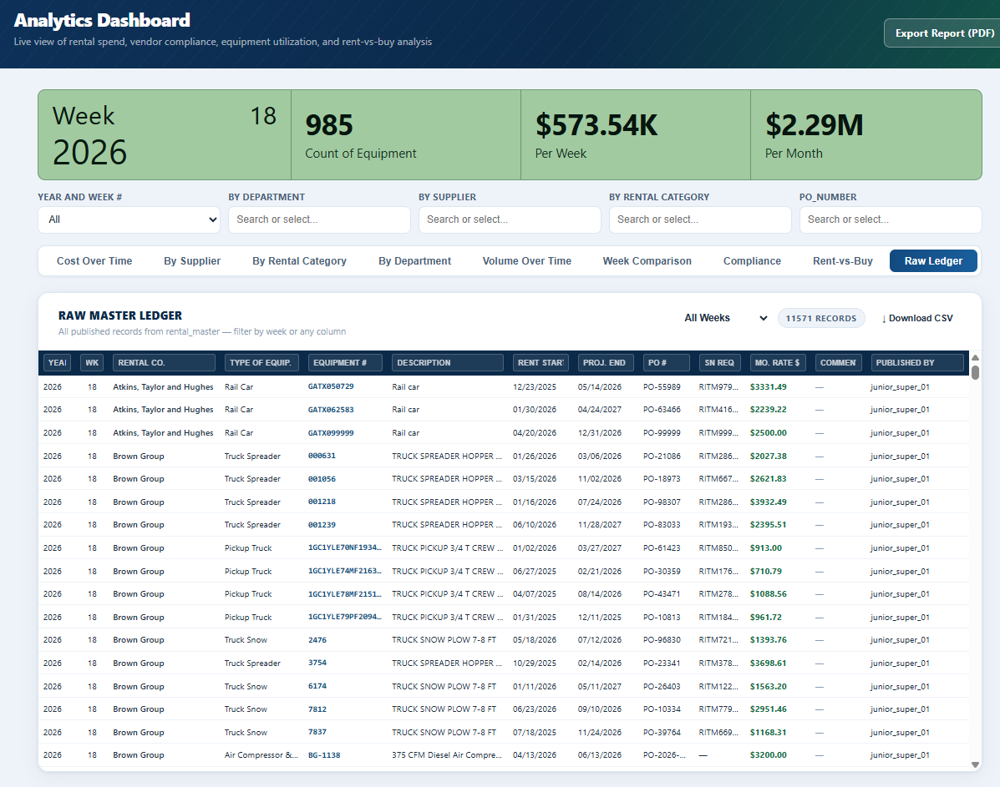 Analytics Dashboard
Live view of rental spend, vendor compliance, equipment utilization, and rent-vs-buy analysis
Export Report (PDF)
Week 18
2026
985
Count of Equipment
$573.54K
Per Week
$2.29M
Per Month
YEAR AND WEEK # BY DEPARTMENT BY SUPPLIER BY RENTAL CATEGORY PO_NUMBER
All Search or select... Search or select... Search or select... Search or select...
Cost Over Time By Supplier By Rental Category By Department Volume Over Time Week Comparison Compliance Rent-vs-Buy Raw Ledger
RAW MASTER LEDGER
All published records from rental_master — filter by week or any column
All Weeks 11571 RECORDS ↓ Download CSV
YEAI WK RENTAL CO. TYPE OF EQUIP. EQUIPMENT # DESCRIPTION RENT START PROJ. END PO # SN REQ MO. RATE $ COMMENT PUBLISHED BY
2026 18 Atkins, Taylor and Hughes Rail Car GATX050729 Rail car 12/23/2025 05/14/2026 PO-55989 RITM979... $3331.49 — junior_super_01
2026 18 Atkins, Taylor and Hughes Rail Car GATX062583 Rail car 01/30/2026 04/24/2027 PO-63466 RITM416... $2239.22 — junior_super_01
2026 18 Atkins, Taylor and Hughes Rail Car GATX099999 Rail car 04/20/2026 12/31/2026 PO-99999 RITM999... $2500.00 — junior_super_01
2026 18 Brown Group Truck Spreader 000631 TRUCK SPREADER HOPPER ... 01/26/2026 03/06/2026 PO-21086 RITM286... $2027.38 — junior_super_01
2026 18 Brown Group Truck Spreader 001056 TRUCK SPREADER HOPPER ... 03/15/2026 11/02/2026 PO-18973 RITM667... $2621.83 — junior_super_01
2026 18 Brown Group Truck Spreader 001218 TRUCK SPREADER HOPPER ... 01/16/2026 07/24/2026 PO-98307 RITM286... $3932.49 — junior_super_01
2026 18 Brown Group Truck Spreader 001239 TRUCK SPREADER HOPPER ... 06/10/2026 11/28/2027 PO-83033 RITM193... $2395.51 — junior_super_01
2026 18 Brown Group Pickup Truck 1GC1YLE70NF1934... TRUCK PICKUP 3/4 T CREW ... 01/02/2026 03/27/2027 PO-61423 RITM850... $913.00 — junior_super_01
2026 18 Brown Group Pickup Truck 1GC1YLE74MF2163... TRUCK PICKUP 3/4 T CREW ... 06/27/2025 02/21/2026 PO-30359 RITM176... $710.79 — junior_super_01
2026 18 Brown Group Pickup Truck 1GC1YLE78MF2151... TRUCK PICKUP 3/4 T CREW ... 04/07/2025 08/14/2026 PO-43471 RITM278... $1088.56 — junior_super_01
2026 18 Brown Group Pickup Truck 1GC1YLE79PF2094... TRUCK PICKUP 3/4 T CREW ... 01/31/2025 12/11/2025 PO-10813 RITM184... $961.72 — junior_super_01
2026 18 Brown Group Truck Snow 2476 TRUCK SNOW PLOW 7-8 FT 05/18/2026 07/12/2026 PO-96830 RITM721... $1393.76 — junior_super_01
2026 18 Brown Group Truck Spreader 3754 TRUCK SPREADER HOPPER ... 10/29/2025 02/14/2026 PO-23341 RITM378... $3698.61 — junior_super_01
2026 18 Brown Group Truck Snow 6174 TRUCK SNOW PLOW 7-8 FT 01/11/2026 05/11/2027 PO-26403 RITM122... $1563.20 — junior_super_01
2026 18 Brown Group Truck Snow 7812 TRUCK SNOW PLOW 7-8 FT 06/23/2026 09/10/2026 PO-10334 RITM779... $2951.46 — junior_super_01
2026 18 Brown Group Truck Snow 7837 TRUCK SNOW PLOW 7-8 FT 07/18/2025 11/24/2026 PO-39764 RITM669... $1168.31 — junior_super_01
2026 18 Brown Group Air Compressor &... BG-1138 375 CFM Diesel Air Compre... 04/13/2026 06/13/2026 PO-2026-... — $3200.00 — junior_super_01